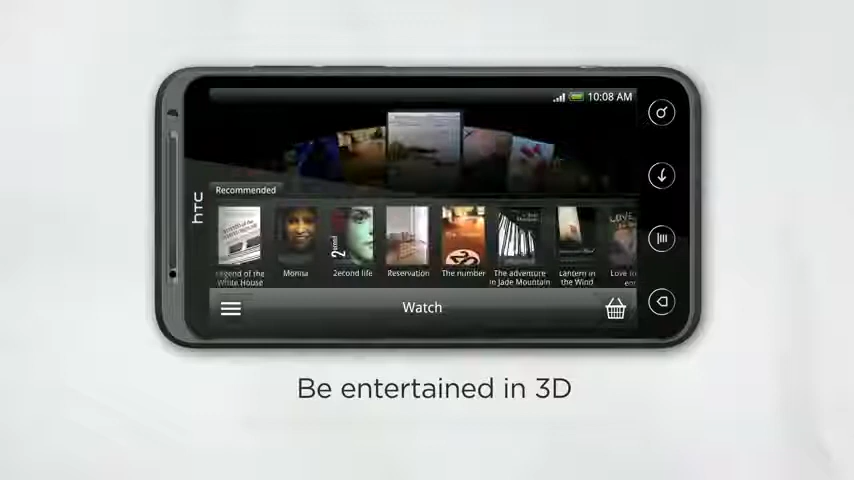 10:08 AM
hTC
Recommended
Legend of the White House
Monna
2econd life
Reservation
The number
The adventure in Jade Mountain
Lantern in the Wind
Love
Watch
Be entertained in 3D